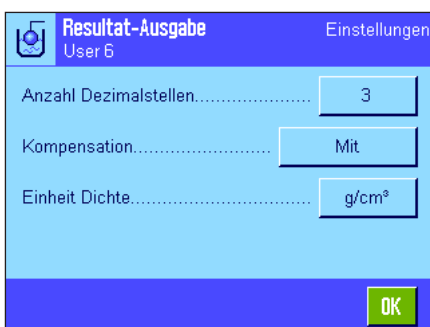 Resultat-Ausgabe Einstellungen
User 6
Anzahl Dezimalstellen..................... 3
Kompensation......................... Mit
Einheit Dichte................................ g/cm³
OK